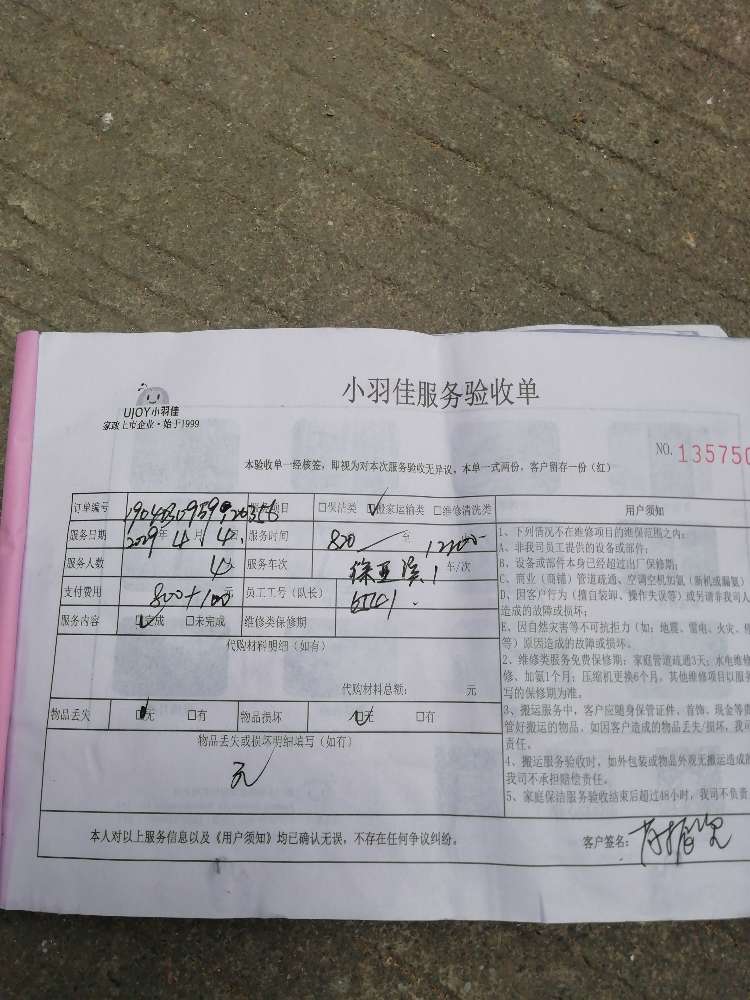 UJOY小羽佳
家政上市企业·始于1999
小羽佳服务验收单
NO. 135750
本验收单一经核签，即视为对本次服务验收无异议，本单一式两份，客户留存一份（红）
订单编号 服务项目 □保洁类 □搬家运输类 □维修清洗类
服务日期 年4月4日 服务时间 820 至
服务人数 4 服务车次 1 车/次
支付费用 800+100 元 员工工号（队长）
服务内容 □完成 □未完成 维修类保修期
代购材料明细（如有）
代购材料总额： 元
物品丢失 □无 □有 物品损坏 □无 □有
物品丢失或损坏明细填写（如有）
无
用户须知
1、下列情况不在维修项目的维保范围之内：
A、非我司员工提供的设备或部件；
B、设备或部件本身已经超过出厂保修期；
C、商业（商铺）管道疏通、空调空机加氟（新机或漏氟）
D、因客户行为（擅自装卸、操作失误等）或另请非我司人
造成的故障或损坏；
E、因自然灾害等不可抗拒力（如：地震、雷电、火灾、
等）原因造成的故障或损坏。
2、维修类服务免费保修期：家庭管道疏通3天；水电维
修、加氟1个月；压缩机更换6个月，其他维修项目以服
写的保修期为准。
3、搬运服务中，客户应随身保管证件、首饰、现金等
管好搬运的物品，如因客户造成的物品丢失/损坏，我司
责任。
4、搬运服务验收时，如外包装或物品外观无搬运造成
我司不承担赔偿责任。
5、家庭保洁服务验收结束后超过48小时，我司不负责
本人对以上服务信息以及《用户须知》均已确认无误，不存在任何争议纠纷。 客户签名：